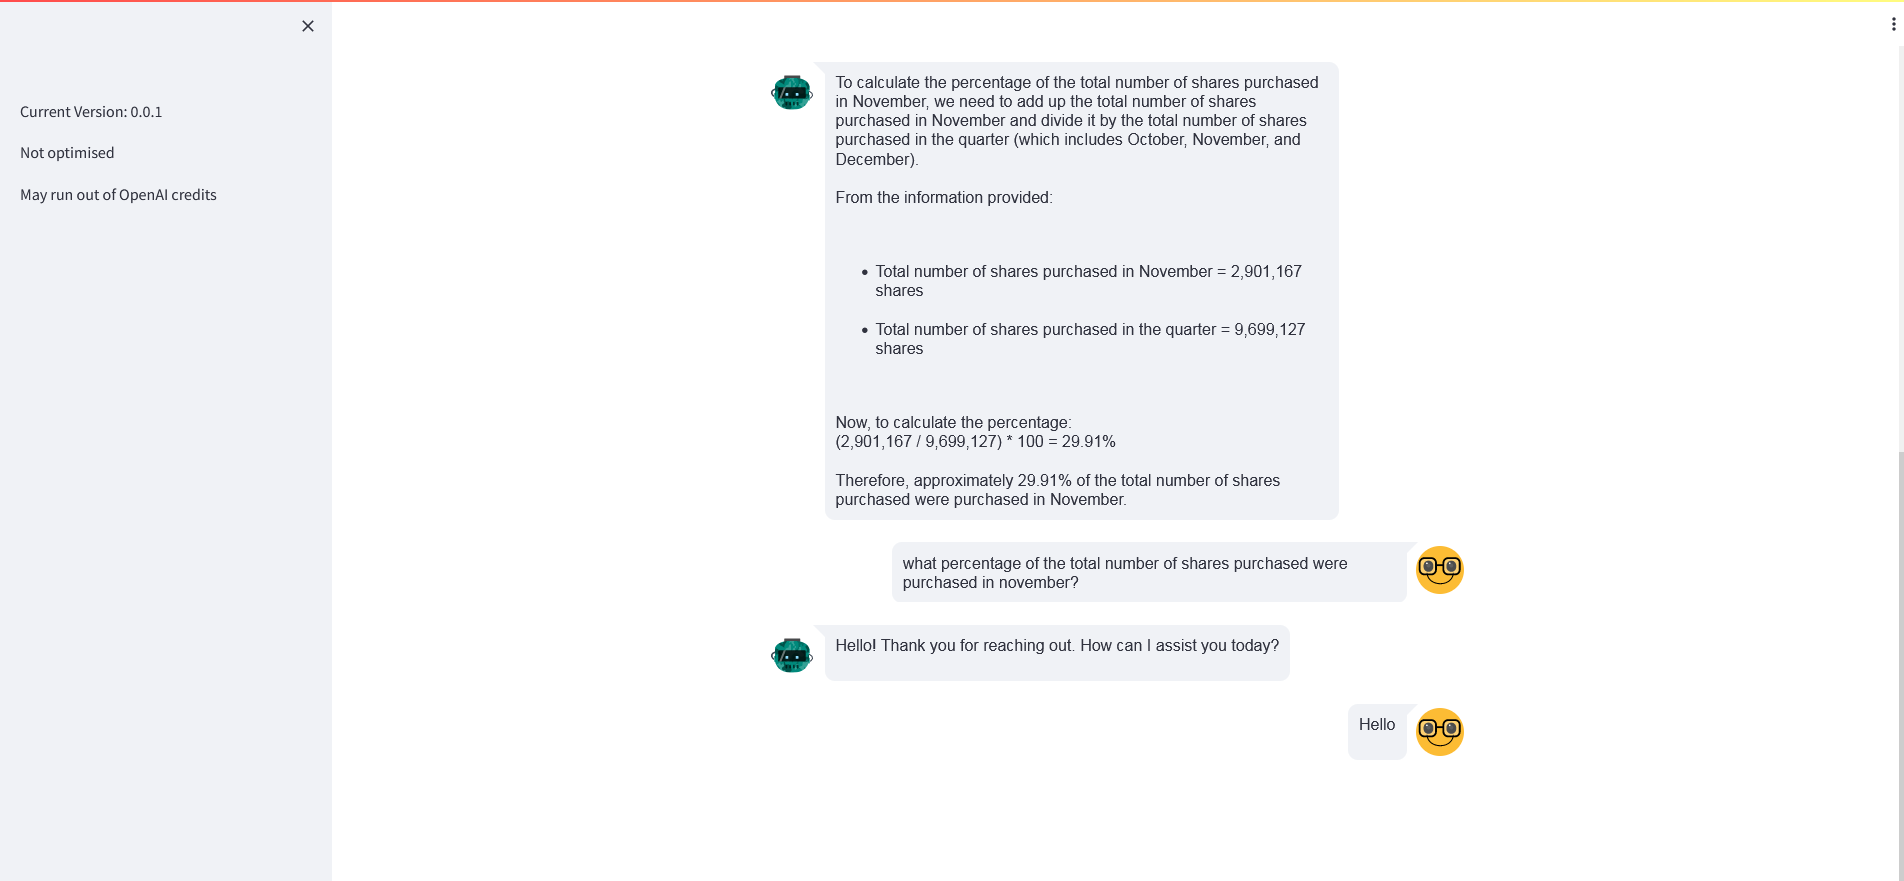 Current Version: 0.0.1
Not optimised
May run out of OpenAI credits
To calculate the percentage of the total number of shares purchased
in November, we need to add up the total number of shares
purchased in November and divide it by the total number of shares
purchased in the quarter (which includes October, November, and
December).
From the information provided:
Total number of shares purchased in November = 2,901,167
shares
Total number of shares purchased in the quarter = 9,699,127
shares
Now, to calculate the percentage:
(2,901,167 / 9,699,127) * 100 = 29.91%
Therefore, approximately 29.91% of the total number of shares
purchased were purchased in November.
what percentage of the total number of shares purchased were
purchased in november?
Hello! Thank you for reaching out. How can I assist you today?
Hello